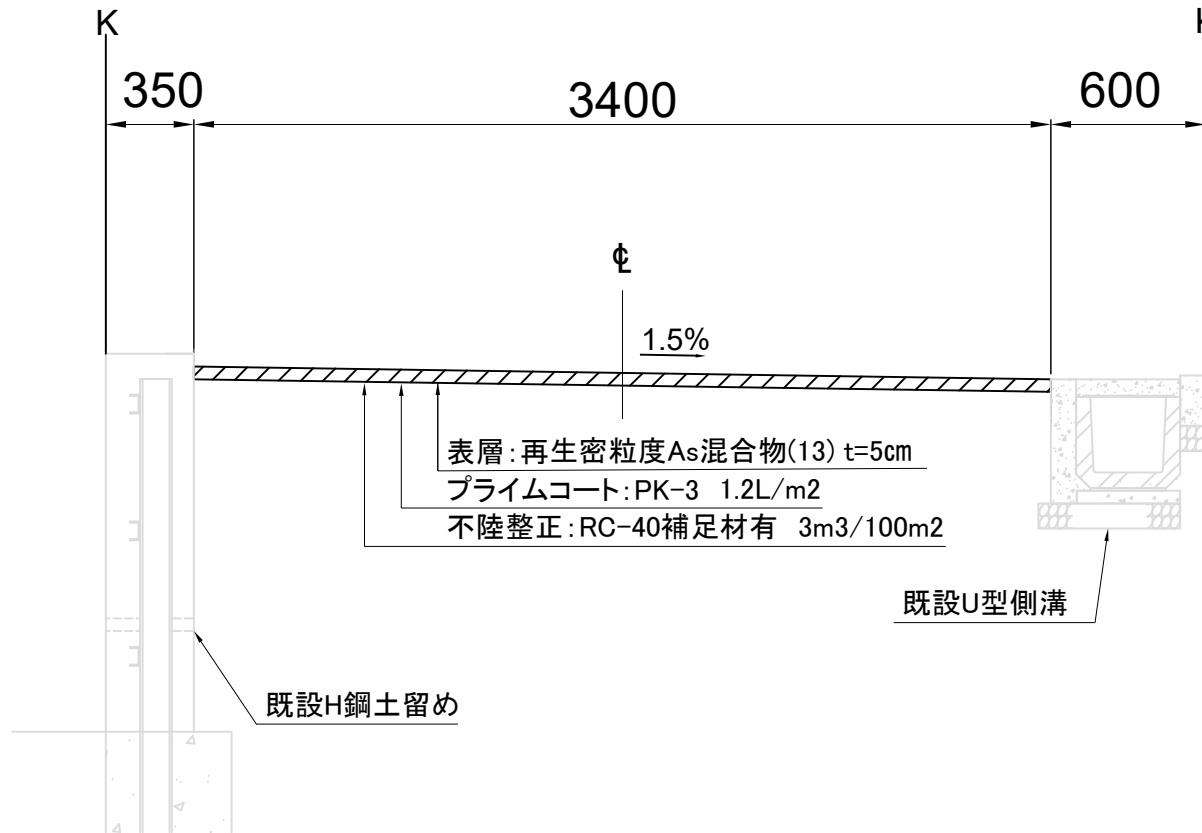 K
350
3400
600
℄
1.5%
表層:再生密粒度As混合物(13) t=5cm
プライムコート:PK-3 1.2L/m2
不陸整正:RC-40補足材有 3m3/100m2
既設U型側溝
既設H鋼土留め